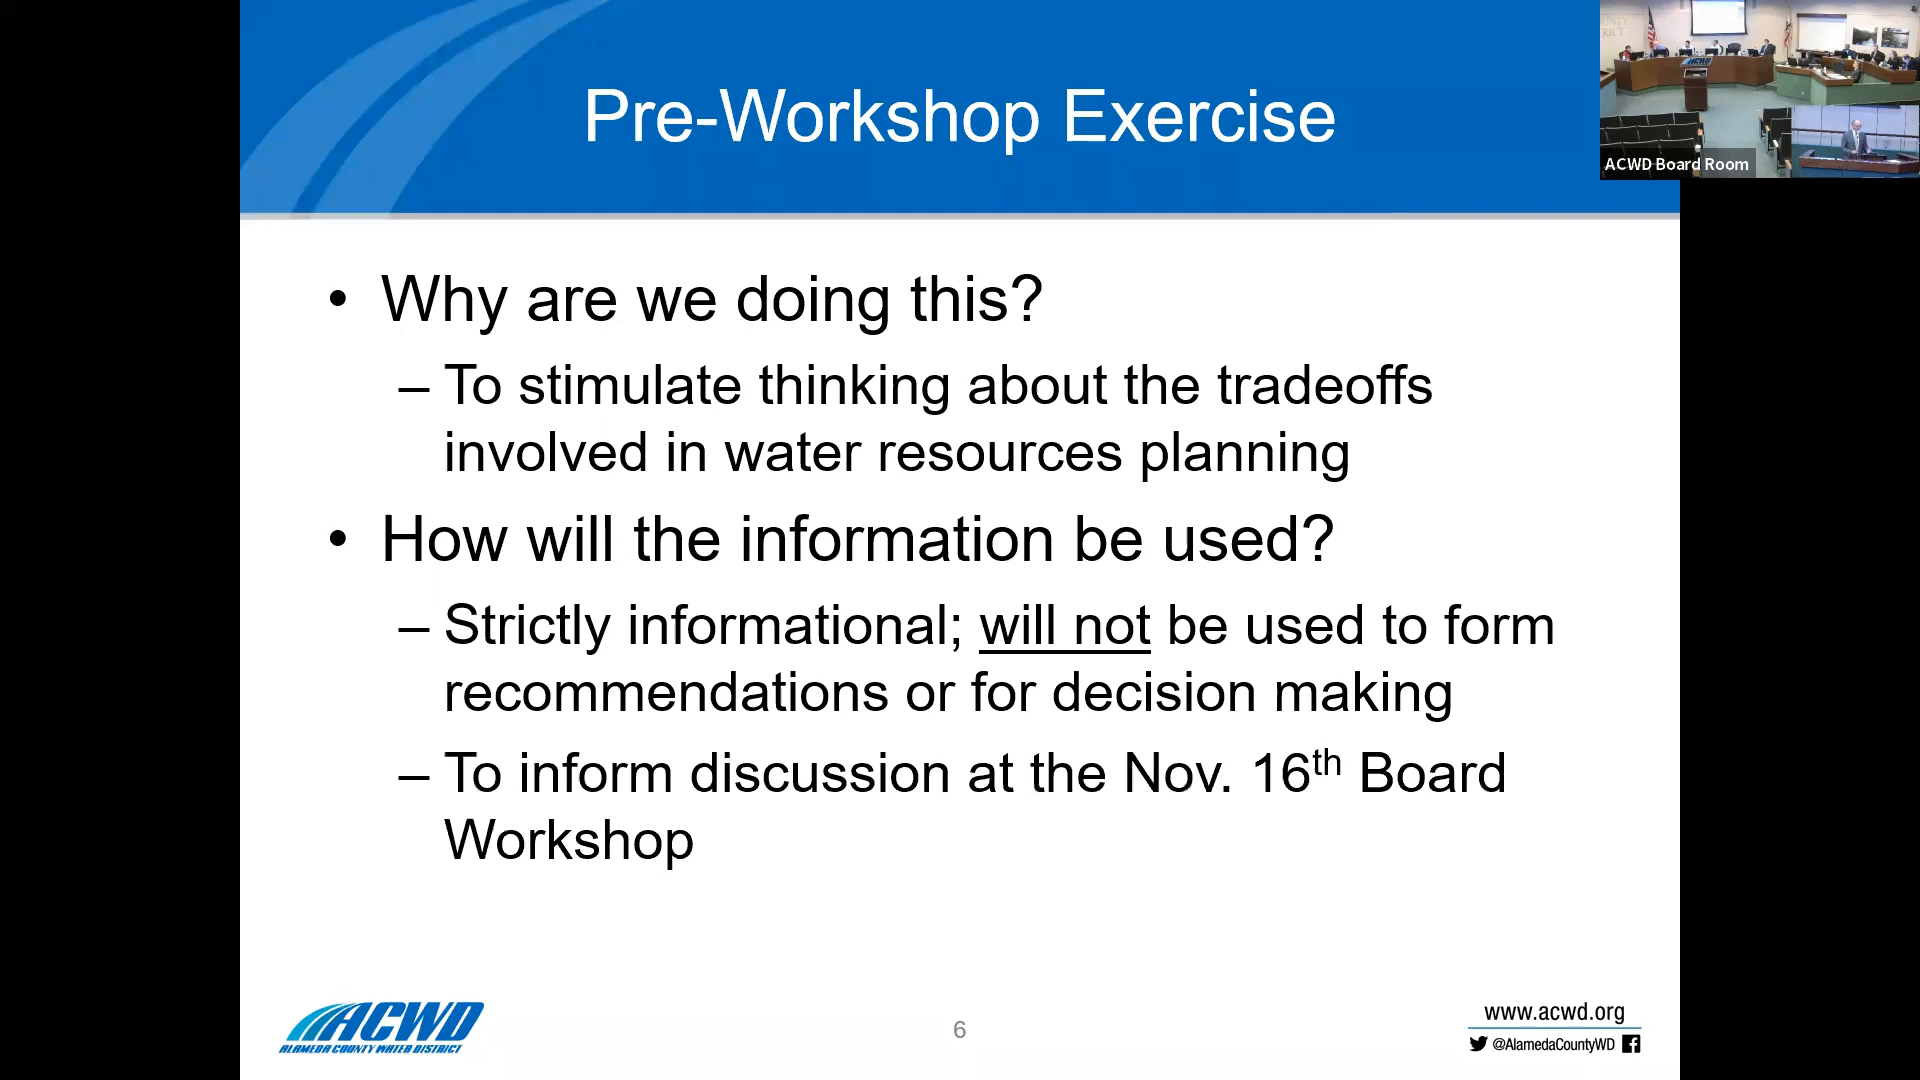 Pre-Workshop Exercise
ACWD
ACWD Board Room
• Why are we doing this?
– To stimulate thinking about the tradeoffs
involved in water resources planning
• How will the information be used?
– Strictly informational; will not be used to form
recommendations or for decision making
– To inform discussion at the Nov. 16th Board
Workshop
ACWD
ALAMEDA COUNTY WATER DISTRICT
6
www.acwd.org
@AlamedaCountyWD